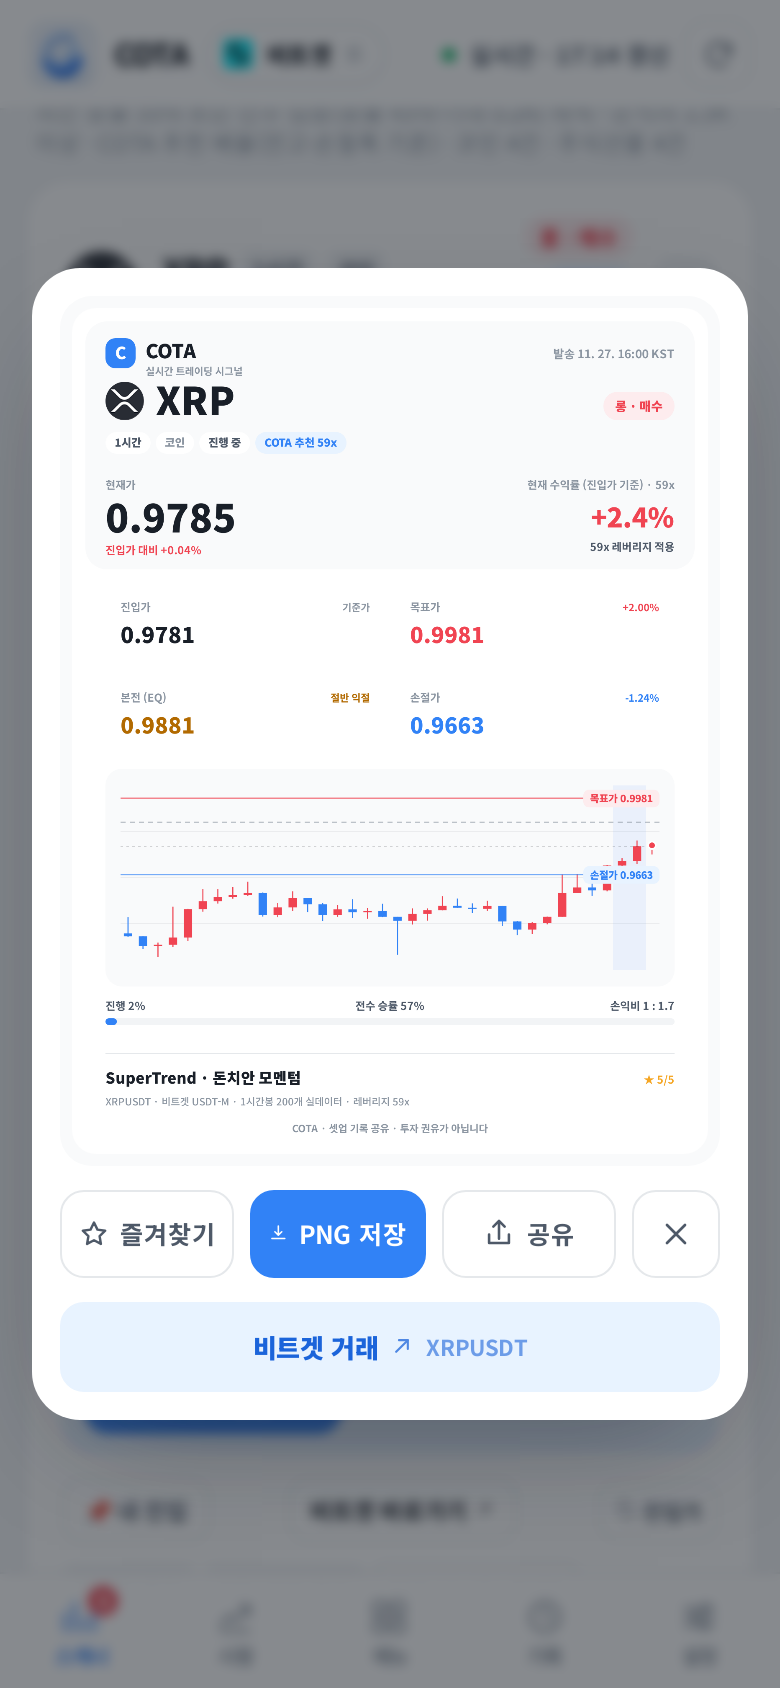 COTA
C COTA
발송 11. 27. 16:00 KST
실시간 트레이딩 시그널
XRP
롱 · 매수
1시간 코인 진행 중 COTA 추천 59x
현재가
현재 수익률 (진입가 기준) · 59x
0.9785
+2.4%
진입가 대비 +0.04%
59x 레버리지 적용
진입가 기준가
0.9781
목표가 +2.00%
0.9981
본전 (EQ) 절반 익절
0.9881
손절가 -1.24%
0.9663
목표가 0.9981
손절가 0.9663
진행 2% 전수 승률 57% 손익비 1 : 1.7
SuperTrend · 돈치안 모멘텀
★ 5/5
XRPUSDT · 비트겟 USDT-M · 1시간봉 200개 실데이터 · 레버리지 59x
COTA · 셋업 기록 공유 · 투자 권유가 아닙니다
즐겨찾기
PNG 저장
공유
비트겟 거래 ↗ XRPUSDT